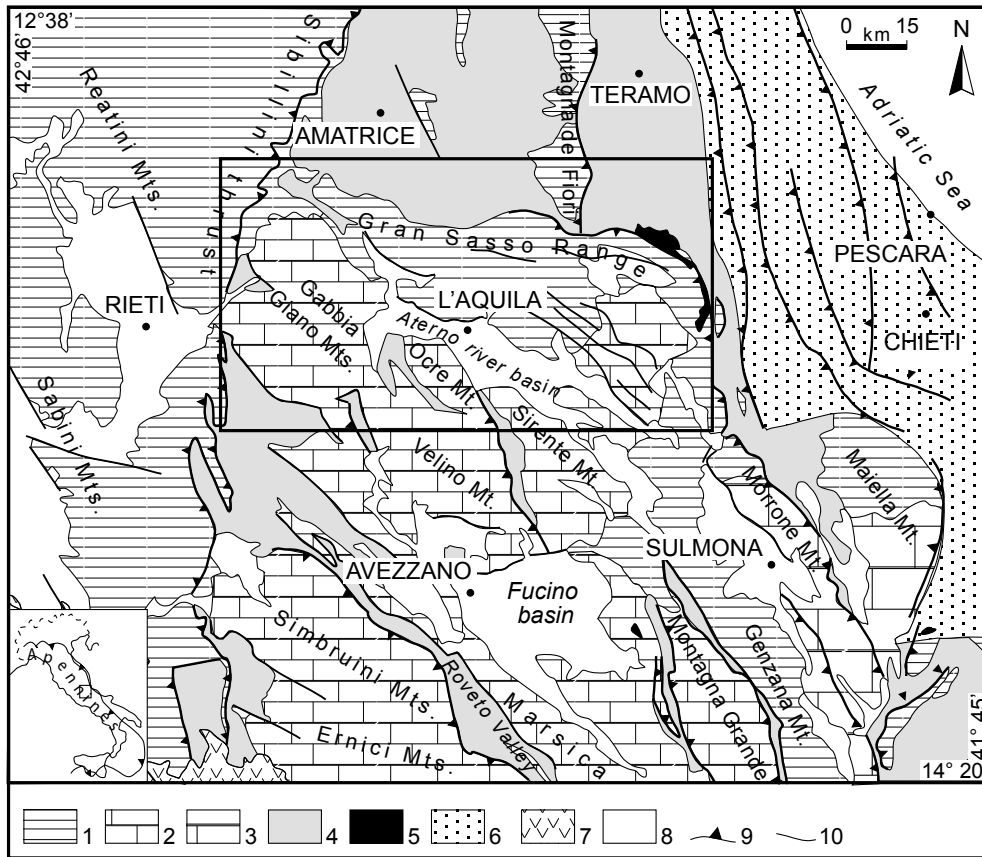 12°38'
42°46'
Sibillini thrust
Reatini Mts.
AMATRICE
Montagna de Fiori
TERAMO
0 km 15
N
Adriatic Sea
Gran Sasso Range
PESCARA
RIETI
Gabbia
Giano Mts.
L'AQUILA
Aterno river basin
Ocre Mt.
CHIETI
Sabini Mts.
Velino Mt.
Sirente Mt.
Morrone Mt.
Maiella Mt.
SULMONA
AVEZZANO
Fucino
basin
Simbruini Mts.
Roveto Valley
Marsica
Montagna Grande
Genzana Mt.
Ernici Mts.
Apennines
41°45'
14° 20'
1 2 3 4 5 6 7 8 9 10